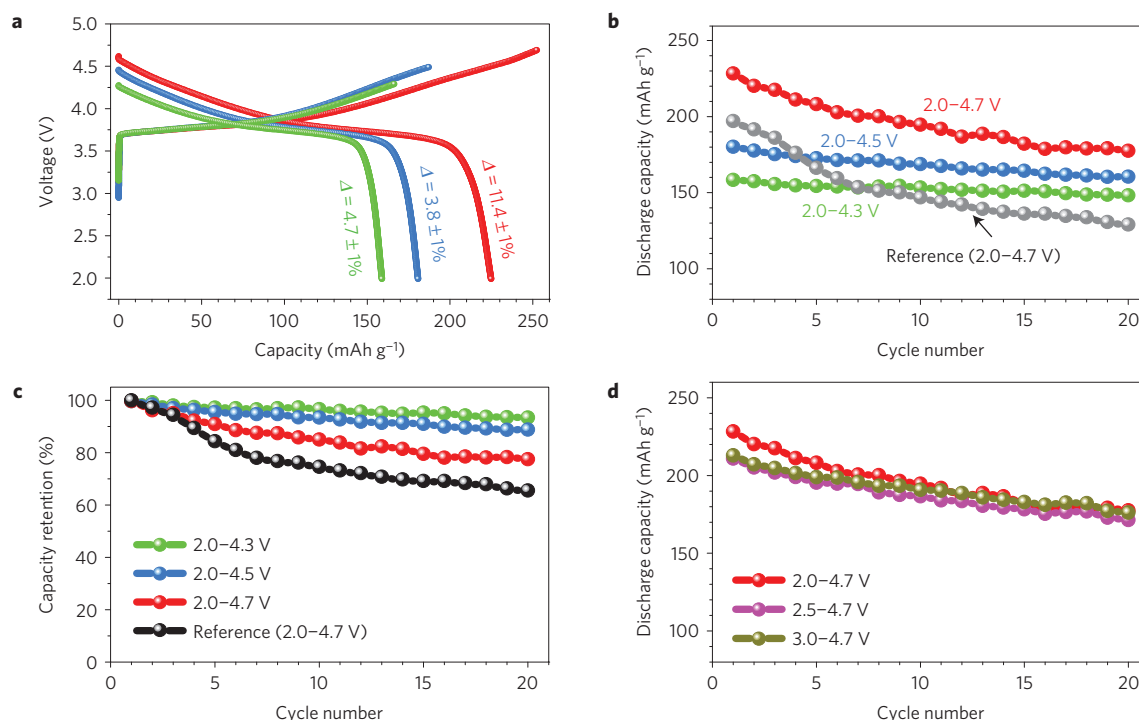 a
5.0
4.5
4.0
3.5
3.0
2.5
2.0
Voltage (V)
Δ = 4.7 ± 1%
Δ = 3.8 ± 1%
Δ = 11.4 ± 1%
0
50
100
150
200
250
Capacity (mAh g⁻¹)
b
250
200
150
100
Discharge capacity (mAh g⁻¹)
2.0–4.7 V
2.0–4.5 V
2.0–4.3 V
Reference (2.0–4.7 V)
0
5
10
15
20
Cycle number
c
100
80
60
40
20
0
Capacity retention (%)
2.0–4.3 V
2.0–4.5 V
2.0–4.7 V
Reference (2.0–4.7 V)
5
10
15
20
Cycle number
d
250
200
150
100
Discharge capacity (mAh g⁻¹)
2.0–4.7 V
2.5–4.7 V
3.0–4.7 V
0
5
10
15
20
Cycle number